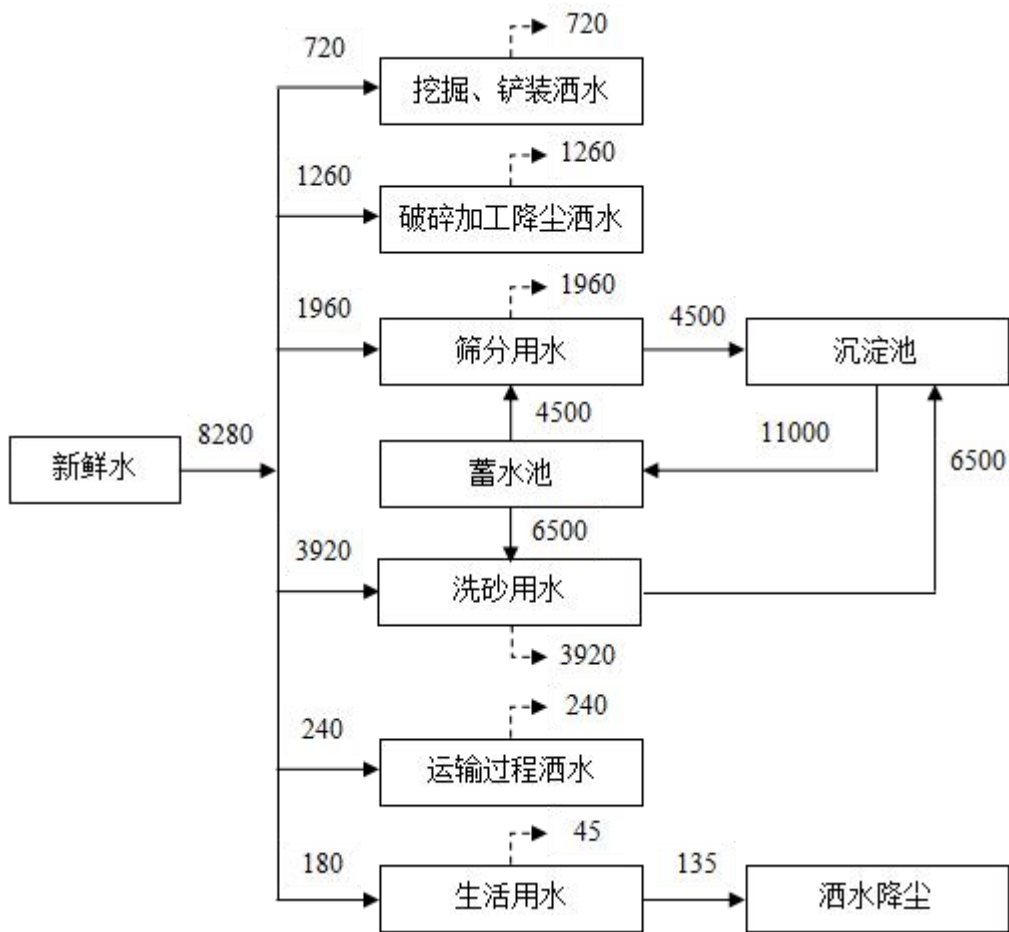 720
720
挖掘、铲装洒水
1260
1260
破碎加工降尘洒水
1960
1960
4500
筛分用水
沉淀池
8280
4500
11000
6500
新鲜水
蓄水池
3920
6500
洗砂用水
3920
240
240
运输过程洒水
180
45
135
生活用水
洒水降尘